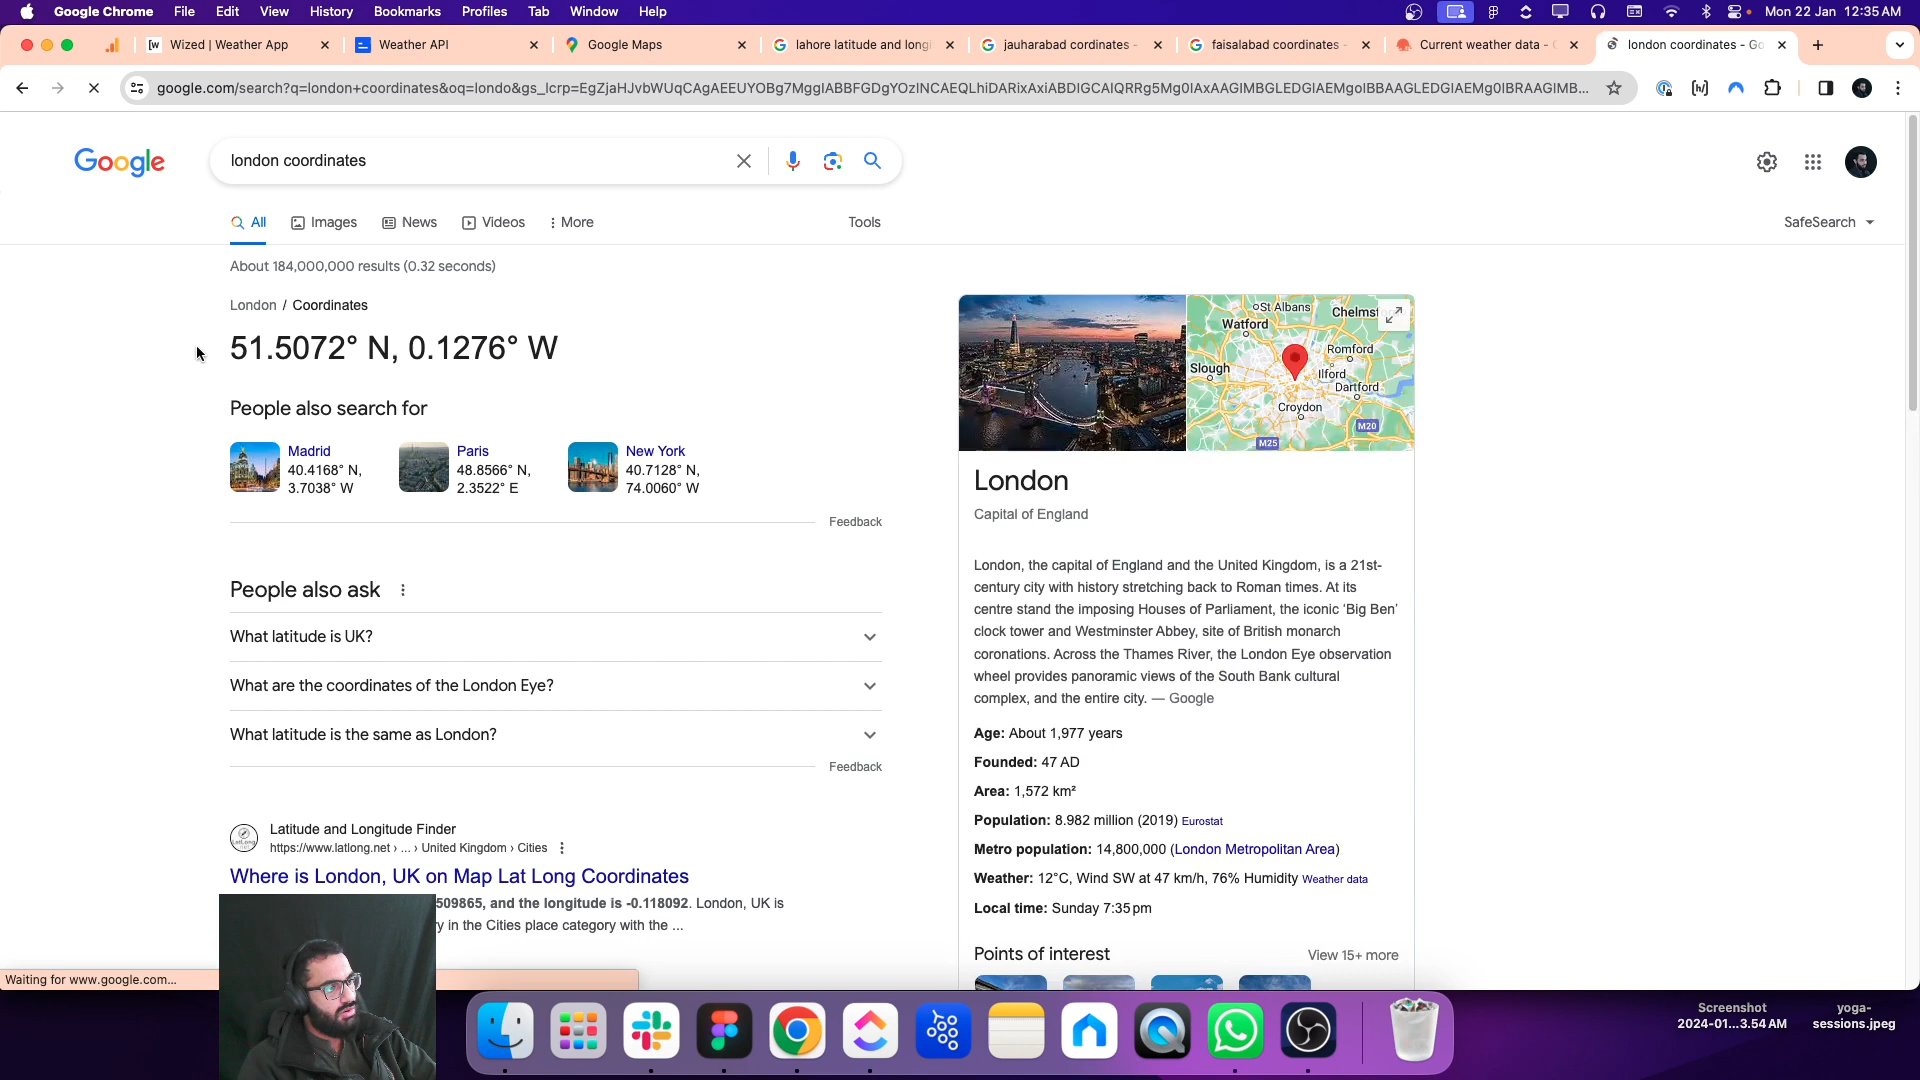 Google Chrome File Edit View History Bookmarks Profiles Tab Window Help Mon 22 Jan 12:35 AM
Wized | Weather App Weather API Google Maps lahore latitude and longi jauharabad cordinates - faisalabad coordinates - Current weather data - london coordinates - Go
google.com/search?q=london+coordinates&oq=londo&gs_lcrp=
Google
london coordinates
All Images News Videos More Tools SafeSearch
About 184,000,000 results (0.32 seconds)
London / Coordinates
51.5072° N, 0.1276° W
People also search for
Madrid
40.4168° N,
3.7038° W
Paris
48.8566° N,
2.3522° E
New York
40.7128° N,
74.0060° W
Feedback
People also ask
What latitude is UK?
What are the coordinates of the London Eye?
What latitude is the same as London?
Feedback
Latitude and Longitude Finder
https://www.latlong.net › ... › United Kingdom › Cities
Where is London, UK on Map Lat Long Coordinates
509865, and the longitude is -0.118092. London, UK is
y in the Cities place category with the ...
Waiting for www.google.com...
St Albans
Chelmsf
Watford
Romford
Slough
Ilford
Dartford
Croydon
M20
M25
London
Capital of England
London, the capital of England and the United Kingdom, is a 21st-
century city with history stretching back to Roman times. At its
centre stand the imposing Houses of Parliament, the iconic ‘Big Ben’
clock tower and Westminster Abbey, site of British monarch
coronations. Across the Thames River, the London Eye observation
wheel provides panoramic views of the South Bank cultural
complex, and the entire city. — Google
Age: About 1,977 years
Founded: 47 AD
Area: 1,572 km²
Population: 8.982 million (2019) Eurostat
Metro population: 14,800,000 (London Metropolitan Area)
Weather: 12°C, Wind SW at 47 km/h, 76% Humidity Weather data
Local time: Sunday 7:35 pm
Points of interest View 15+ more
Screenshot
2024-01...3.54 AM
yoga-
sessions.jpeg